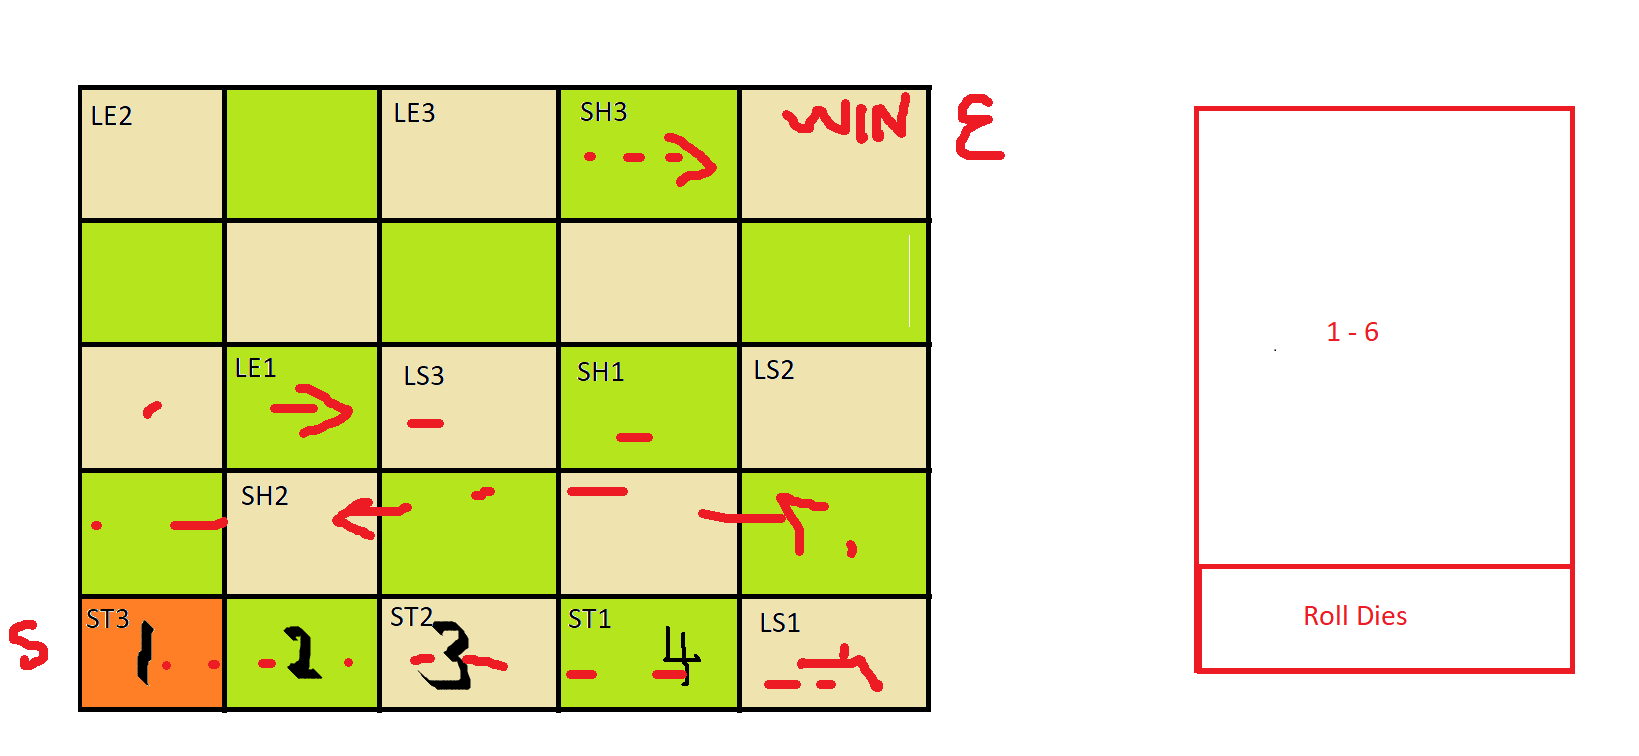 LE2 LE3 SH3 WIN E
LE1 LS3 SH1 LS2
1 - 6
SH2
S ST3 1 2 ST2 3 ST1 4 LS1
Roll Dies